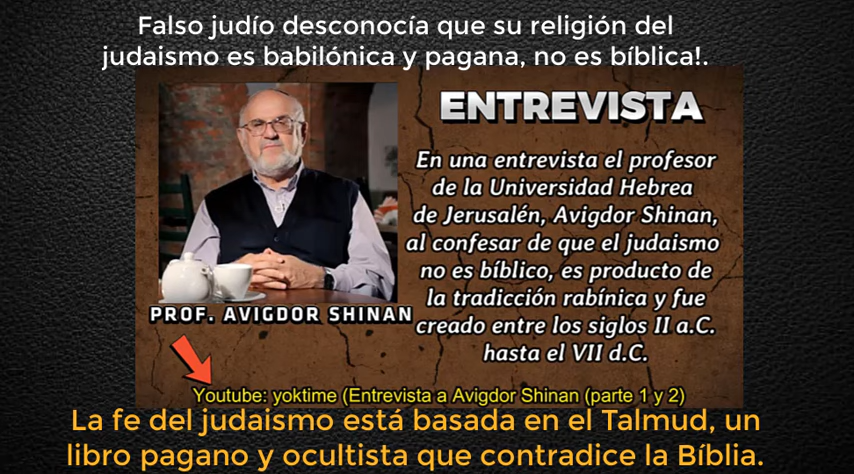 Falso judío desconocía que su religión del
judaismo es babilónica y pagana, no es bíblica!.
ENTREVISTA
En una entrevista el profesor
de la Universidad Hebrea
de Jerusalén, Avigdor Shinan,
al confesar de que el judaismo
no es bíblico, es producto de
la tradicción rabínica y fue
creado entre los siglos II a.C.
hasta el VII d.C.
PROF. AVIGDOR SHINAN
Youtube: yoktime (Entrevista a Avigdor Shinan (parte 1 y 2)
La fe del judaismo está basada en el Talmud, un
libro pagano y ocultista que contradice la Bíblia.